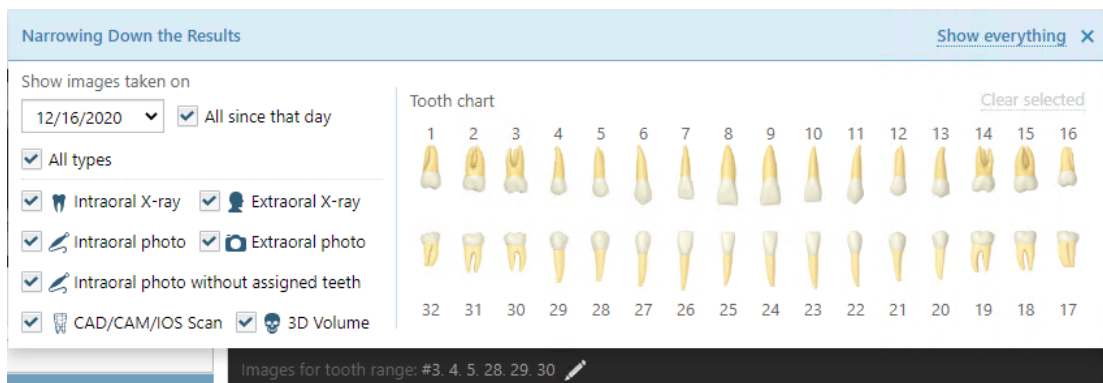 Narrowing Down the Results
Show everything
Show images taken on
12/16/2020 All since that day
All types
Intraoral X-ray Extraoral X-ray
Intraoral photo Extraoral photo
Intraoral photo without assigned teeth
CAD/CAM/IOS Scan 3D Volume
Tooth chart
Clear selected
1 2 3 4 5 6 7 8 9 10 11 12 13 14 15 16
32 31 30 29 28 27 26 25 24 23 22 21 20 19 18 17
Images for tooth range: #3. 4. 5. 28. 29. 30